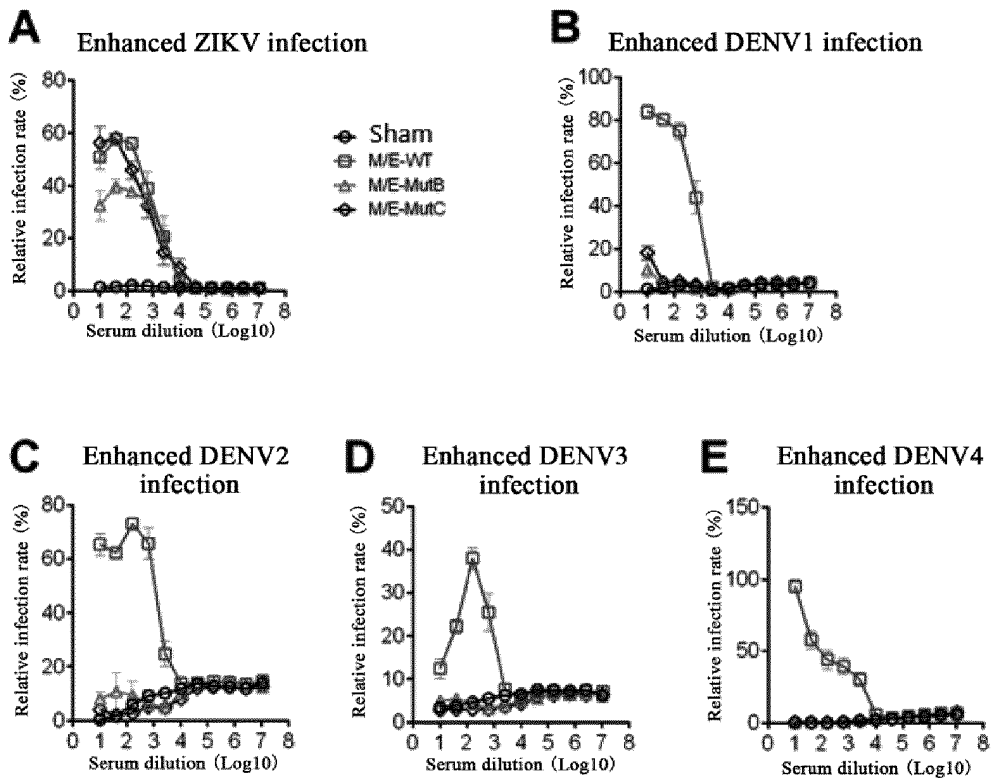 A
Enhanced ZIKV infection
Relative infection rate (%)
80
60
40
20
0
0 1 2 3 4 5 6 7 8
Serum dilution (Log10)
Sham
M/E-WT
M/E-MutB
M/E-MutC
B
Enhanced DENV1 infection
Relative infection rate (%)
100
80
60
40
20
0
0 1 2 3 4 5 6 7 8
Serum dilution (Log10)
C
Enhanced DENV2
infection
Relative infection rate (%)
80
60
40
20
0
0 1 2 3 4 5 6 7 8
Serum dilution (Log10)
D
Enhanced DENV3
infection
Relative infection rate (%)
50
40
30
20
10
0
0 1 2 3 4 5 6 7 8
Serum dilution (Log10)
E
Enhanced DENV4
infection
Relative infection rate (%)
150
100
50
0
0 1 2 3 4 5 6 7 8
Serum dilution (Log10)